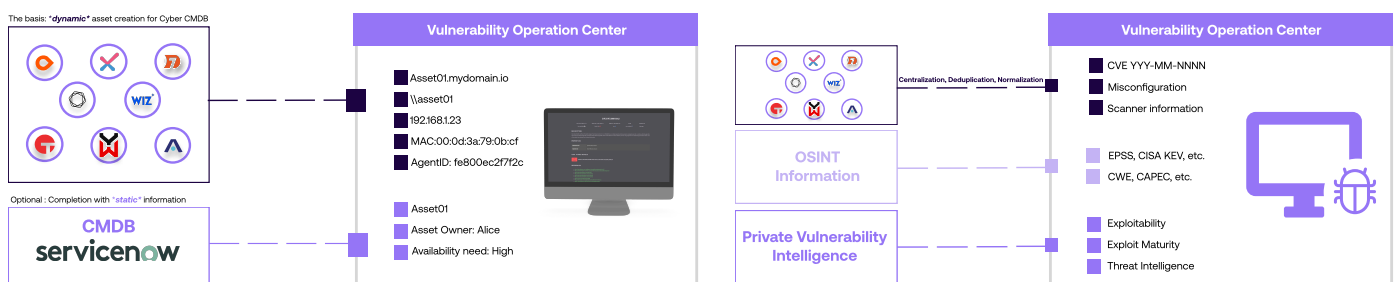 The basis: "dynamic" asset creation for Cyber CMDB
WIZ
Optional : Completion with "static" information
CMDB
servicenow
Vulnerability Operation Center
Asset01.mydomain.io
\\asset01
192.168.1.23
MAC:00:0d:3a:79:0b:cf
AgentID: fe800ec2f7f2c
Asset01
Asset Owner: Alice
Availability need: High
WIZ
Centralization, Deduplication, Normalization
OSINT
Information
Private Vulnerability
Intelligence
Vulnerability Operation Center
CVE YYY-MM-NNNN
Misconfiguration
Scanner information
EPSS, CISA KEV, etc.
CWE, CAPEC, etc.
Exploitability
Exploit Maturity
Threat Intelligence